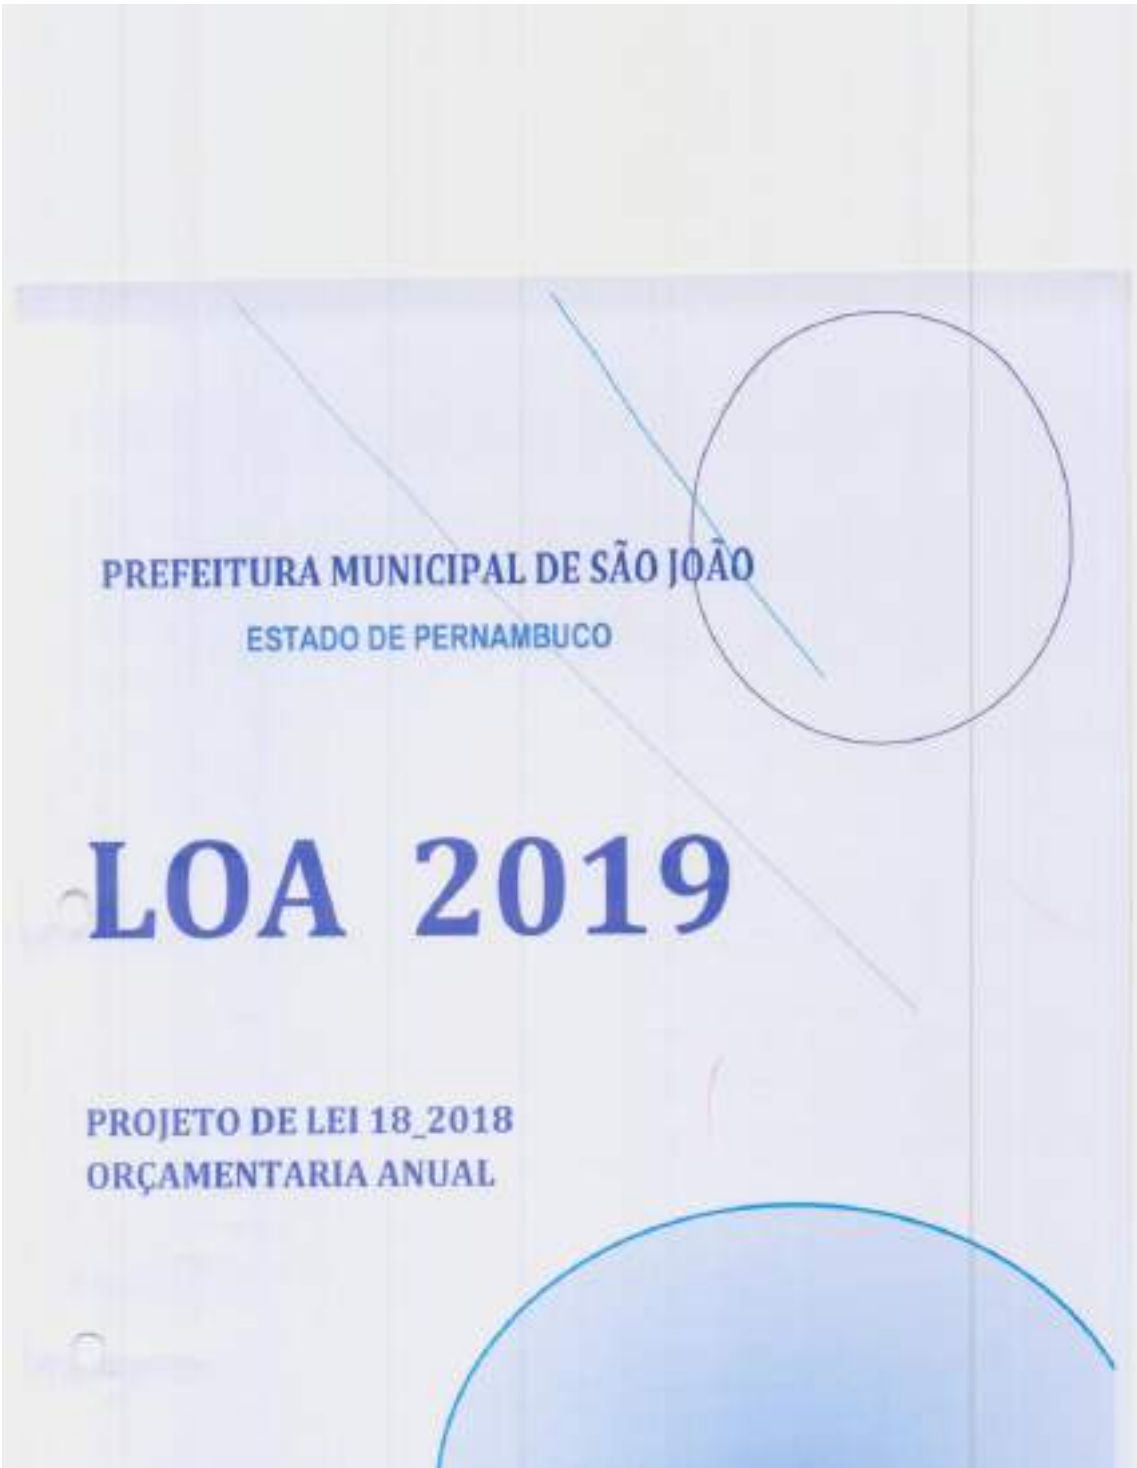 PREFEITURA MUNICIPAL DE SÃO JOÃO
ESTADO DE PERNAMBUCO
LOA 2019
PROJETO DE LEI 18_2018
ORÇAMENTARIA ANUAL